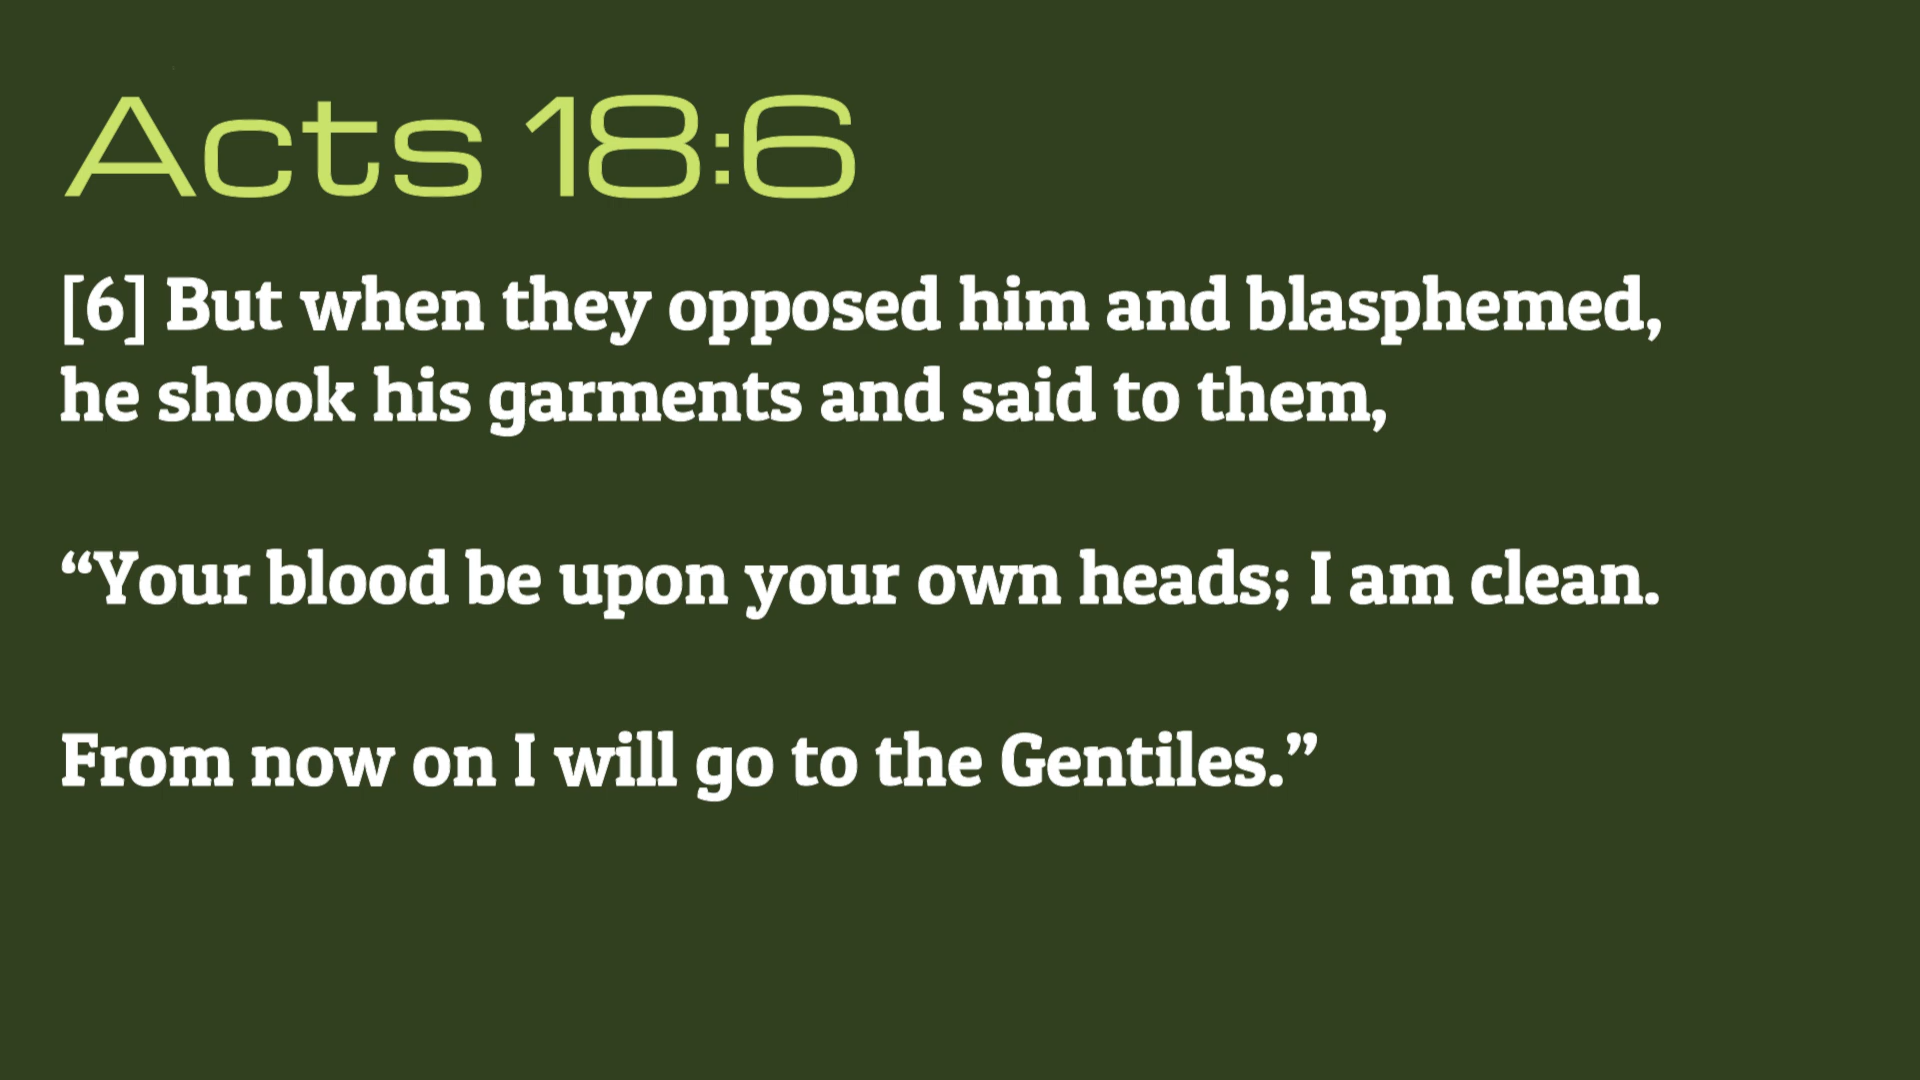 Acts 18:6
[6] But when they opposed him and blasphemed,
he shook his garments and said to them,
“Your blood be upon your own heads; I am clean.
From now on I will go to the Gentiles.”